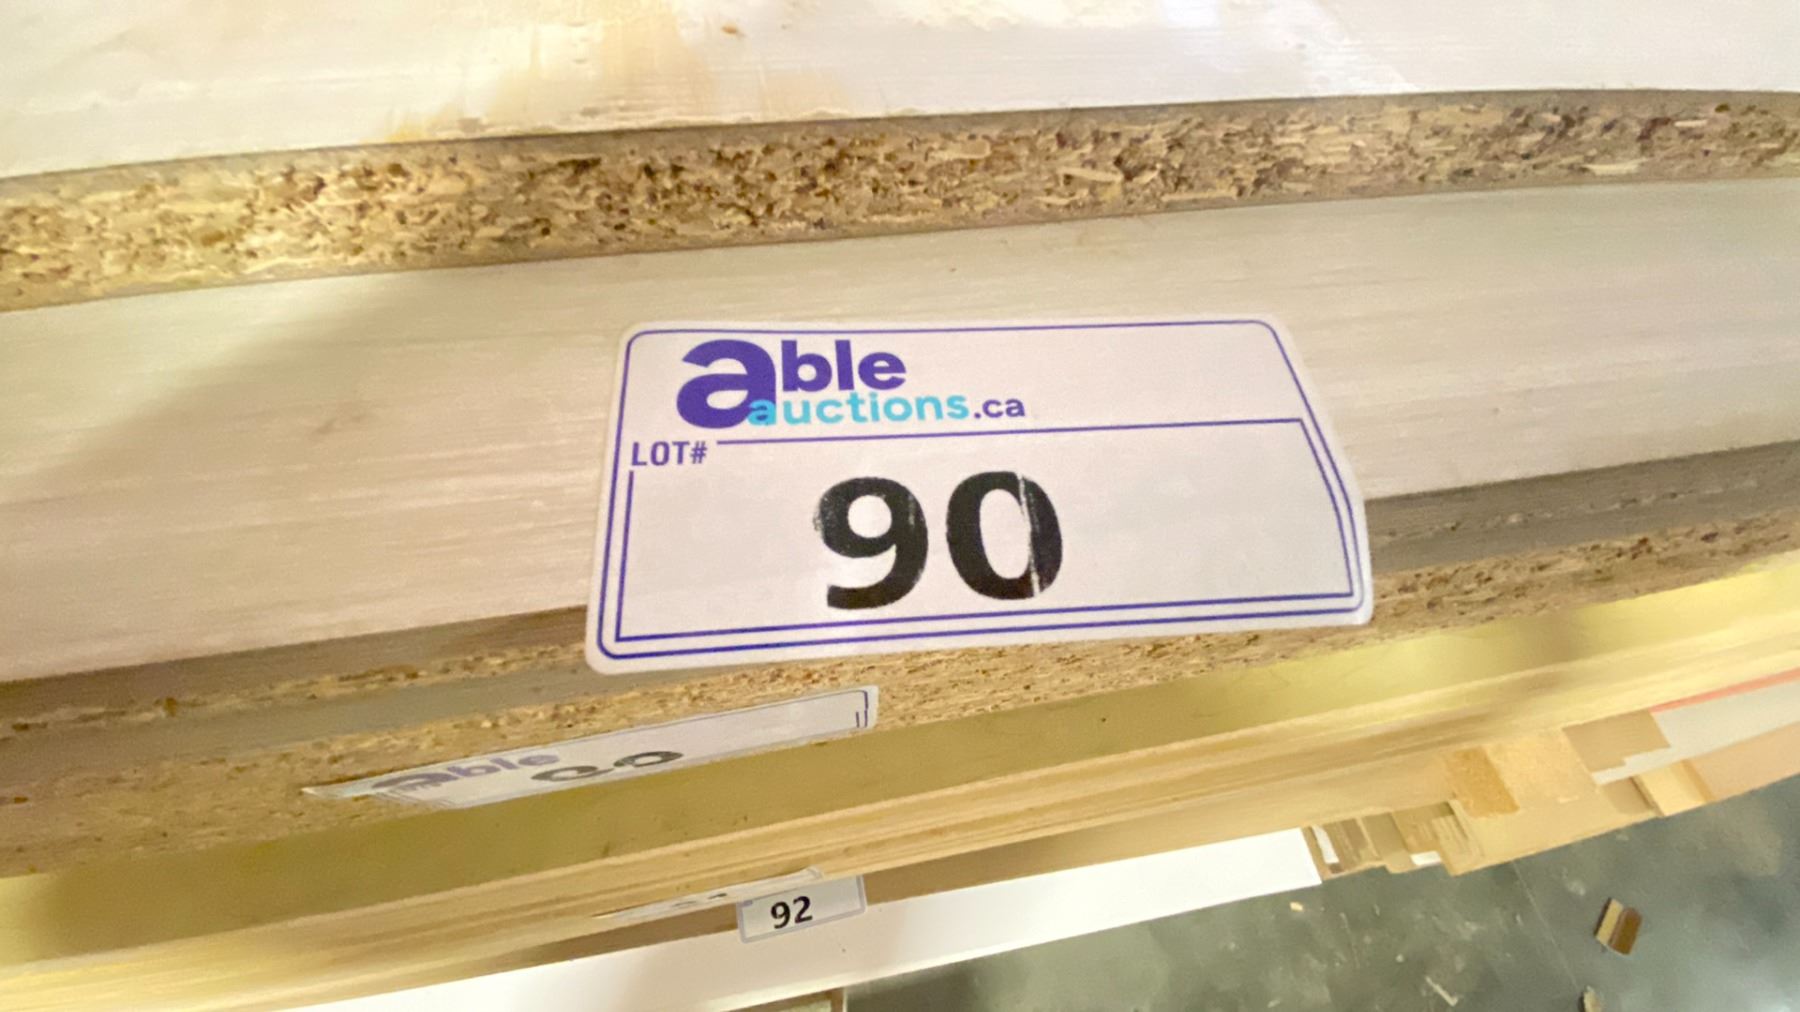 able
auctions.ca
LOT#
90
able
92